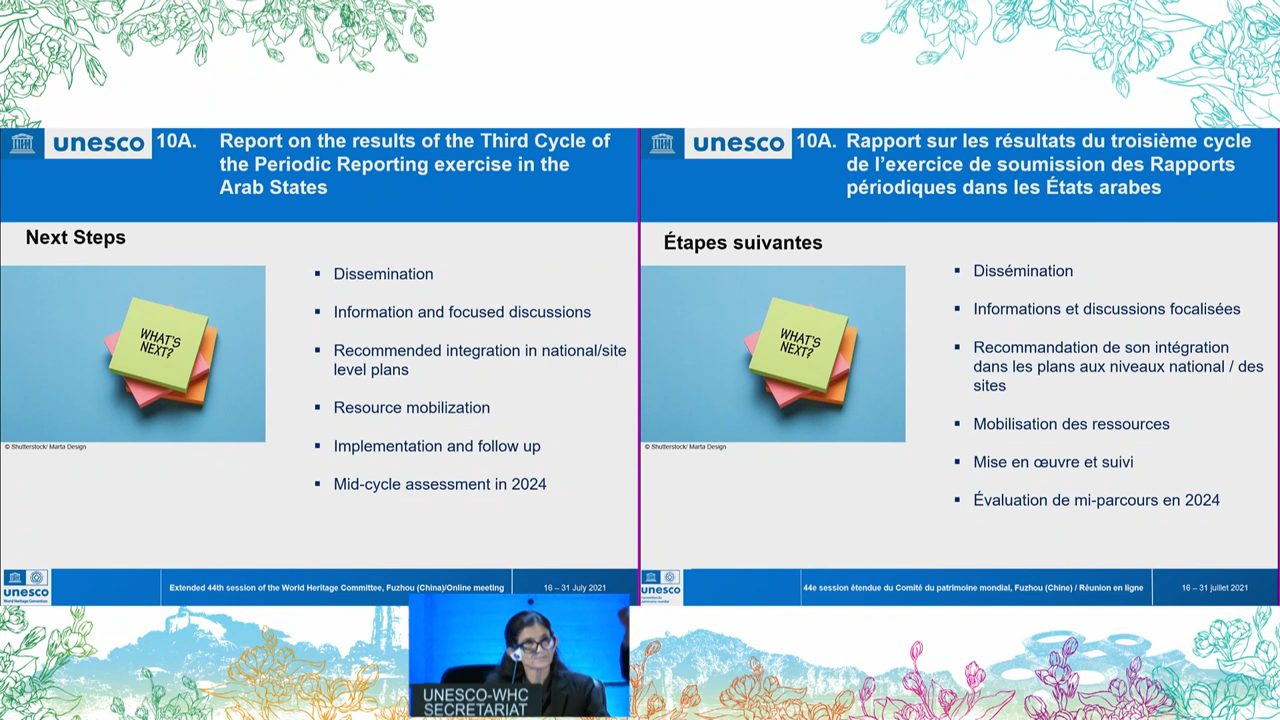 unesco
10A. Report on the results of the Third Cycle of
the Periodic Reporting exercise in the
Arab States
Next Steps
WHAT'S
NEXT?
© Shutterstock/ Marta Design
▪ Dissemination
▪ Information and focused discussions
▪ Recommended integration in national/site
level plans
▪ Resource mobilization
▪ Implementation and follow up
▪ Mid-cycle assessment in 2024
unesco
World Heritage Convention
Extended 44th session of the World Heritage Committee, Fuzhou (China)/Online meeting
16 – 31 July 2021
unesco
10A. Rapport sur les résultats du troisième cycle
de l’exercice de soumission des Rapports
périodiques dans les États arabes
Étapes suivantes
WHAT'S
NEXT?
© Shutterstock/ Marta Design
▪ Dissémination
▪ Informations et discussions focalisées
▪ Recommandation de son intégration
dans les plans aux niveaux national / des
sites
▪ Mobilisation des ressources
▪ Mise en œuvre et suivi
▪ Évaluation de mi-parcours en 2024
unesco
44e session étendue du Comité du patrimoine mondial, Fuzhou (Chine) / Réunion en ligne
16 – 31 juillet 2021
UNESCO-WHC
SECRETARIAT